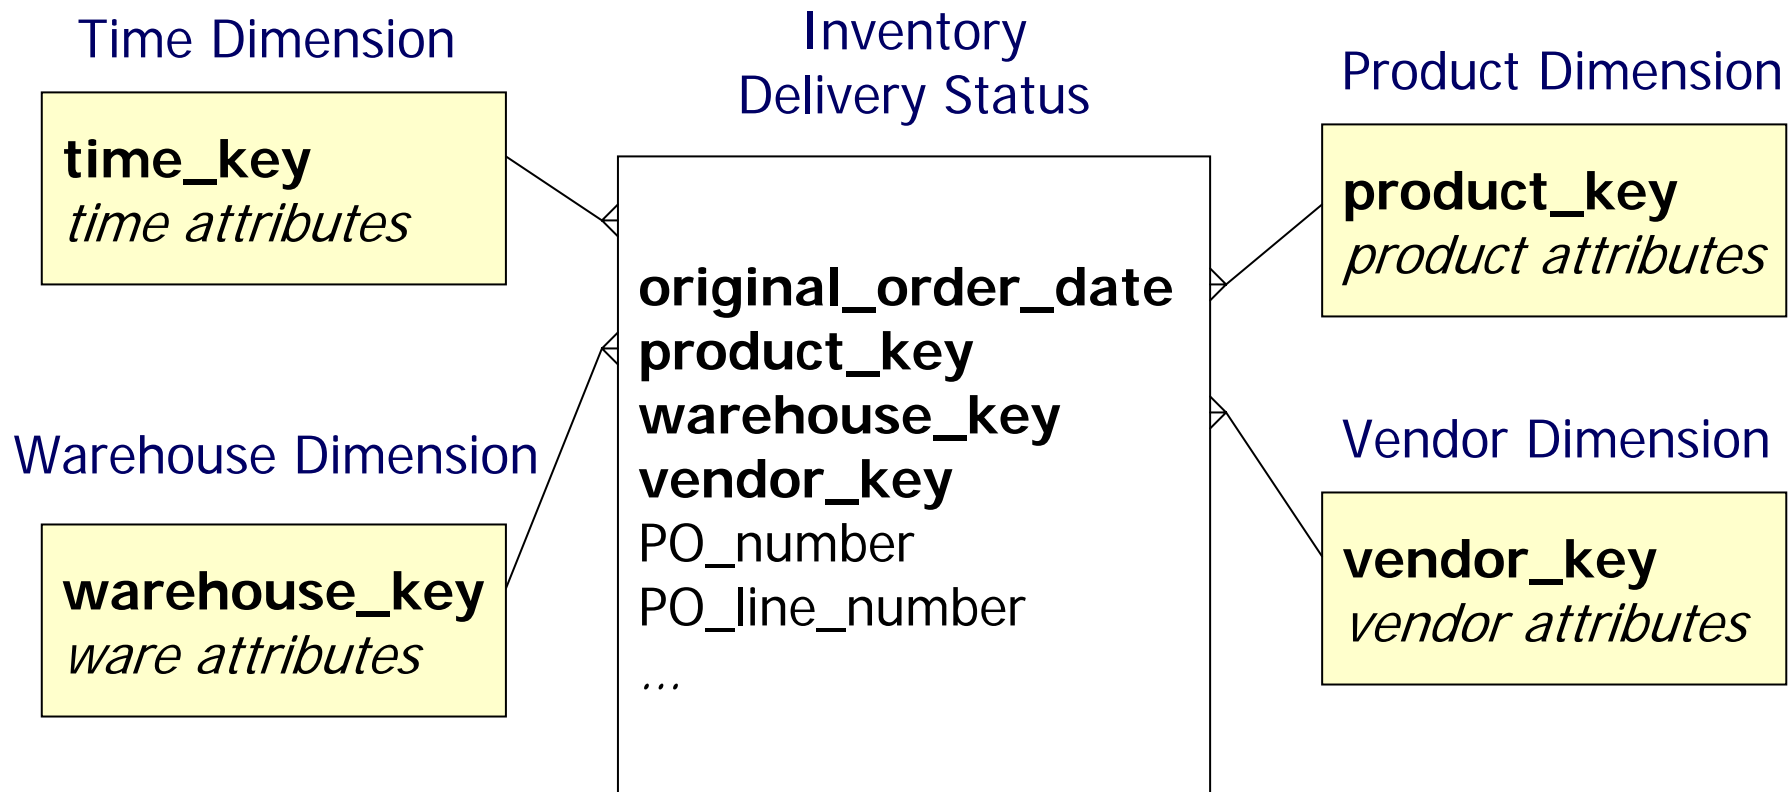 Time Dimension
time_key
time attributes
Warehouse Dimension
warehouse_key
ware attributes
Inventory
Delivery Status
original_order_date
product_key
warehouse_key
vendor_key
PO_number
PO_line_number
...
Product Dimension
product_key
product attributes
Vendor Dimension
vendor_key
vendor attributes